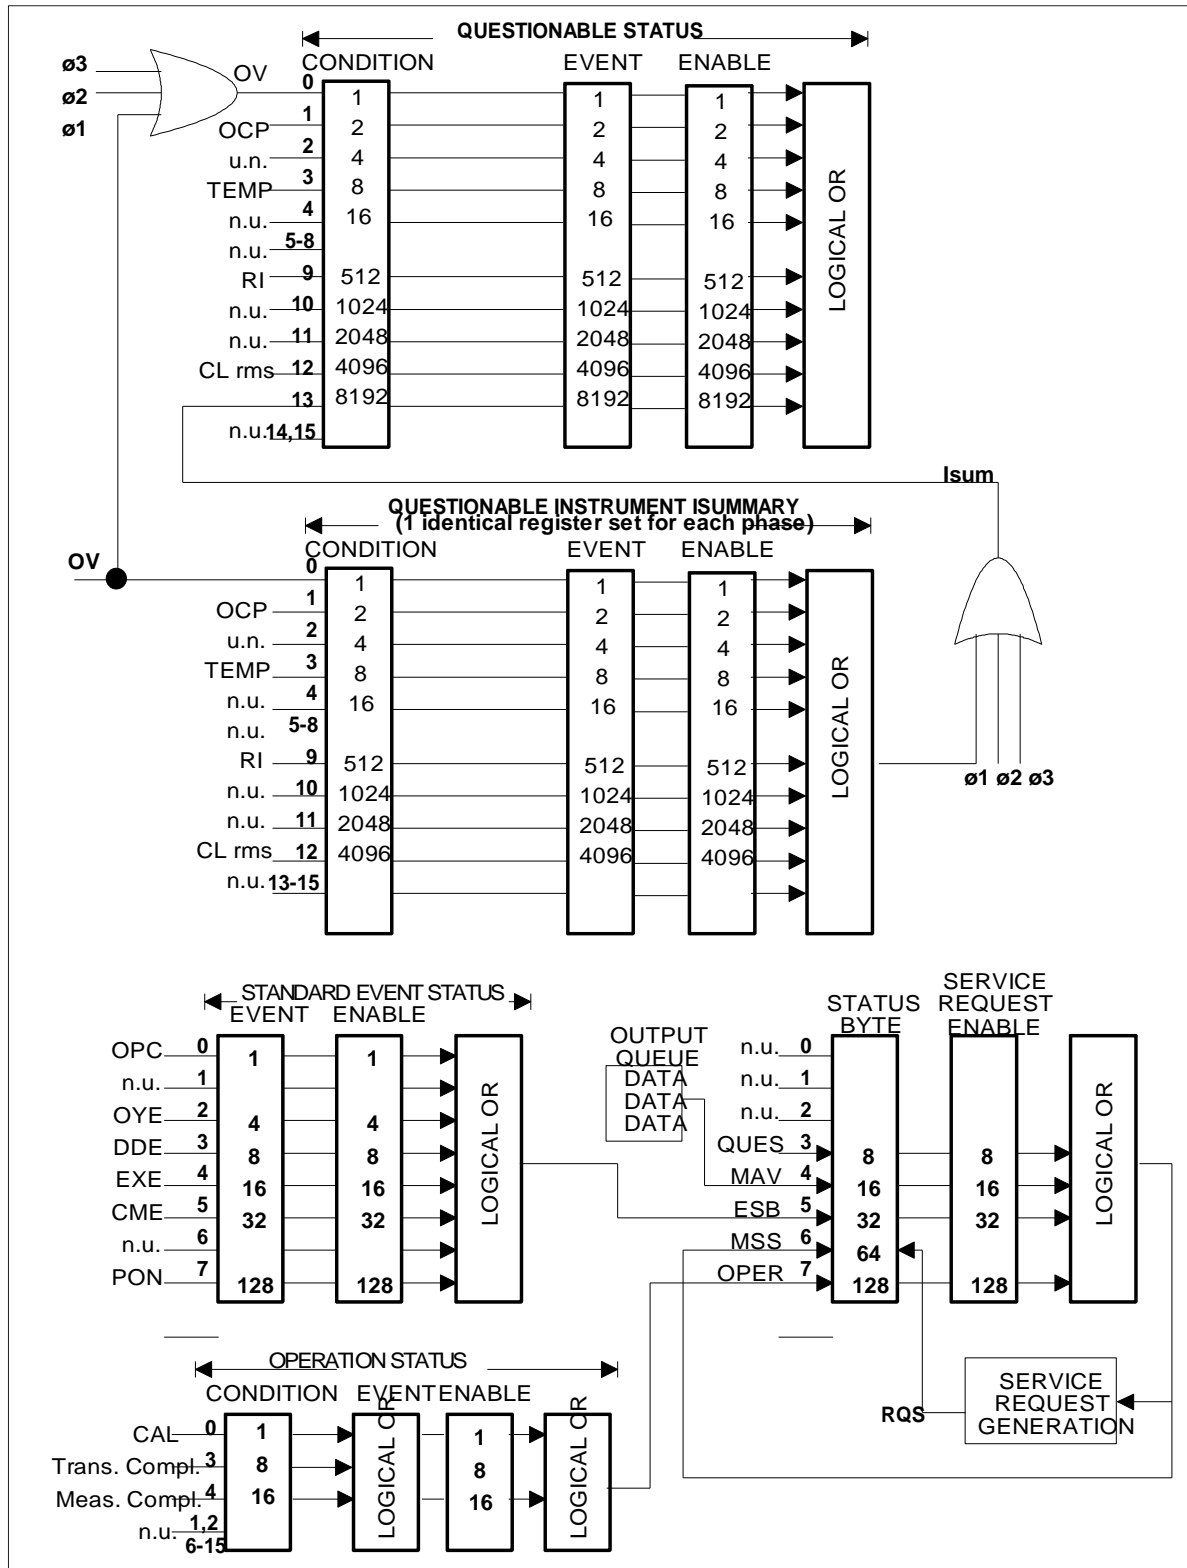 QUESTIONABLE STATUS
CONDITION EVENT ENABLE
ø3 OV 0 1 1 1
ø2
ø1
OCP 1 2 2 2
u.n. 2 4 4 4
TEMP 3 8 8 8
n.u. 4 16 16 16
n.u. 5-8
RI 9 512 512 512
n.u. 10 1024 1024 1024
n.u. 11 2048 2048 2048
CL rms 12 4096 4096 4096
13 8192 8192 8192
n.u. 14,15
LOGICAL OR
Isum
QUESTIONABLE INSTRUMENT ISUMMARY
(1 identical register set for each phase)
CONDITION EVENT ENABLE
OV 0 1 1 1
OCP 1 2 2 2
u.n. 2 4 4 4
TEMP 3 8 8 8
n.u. 4 16 16 16
n.u. 5-8
RI 9 512 512 512
n.u. 10 1024 1024 1024
n.u. 11 2048 2048 2048
CL rms 12 4096 4096 4096
n.u. 13-15
LOGICAL OR
ø1 ø2 ø3
STANDARD EVENT STATUS
EVENT ENABLE
OPC 0 1 1
n.u. 1
OYE 2 4 4
DDE 3 8 8
EXE 4 16 16
CME 5 32 32
n.u. 6
PON 7 128 128
LOGICAL OR
OUTPUT
QUEUE
DATA
DATA
DATA
STATUS
BYTE
SERVICE
REQUEST
ENABLE
n.u. 0
n.u. 1
n.u. 2
QUES 3 8 8
MAV 4 16 16
ESB 5 32 32
MSS 6 64
OPER 7 128 128
LOGICAL OR
OPERATION STATUS
CONDITION EVENT ENABLE
CAL 0 1 1
Trans. Compl. 3 8 8
Meas. Compl. 4 16 16
n.u. 1,2
6-15
LOGICAL OR
LOGICAL OR
RQS
SERVICE
REQUEST
GENERATION